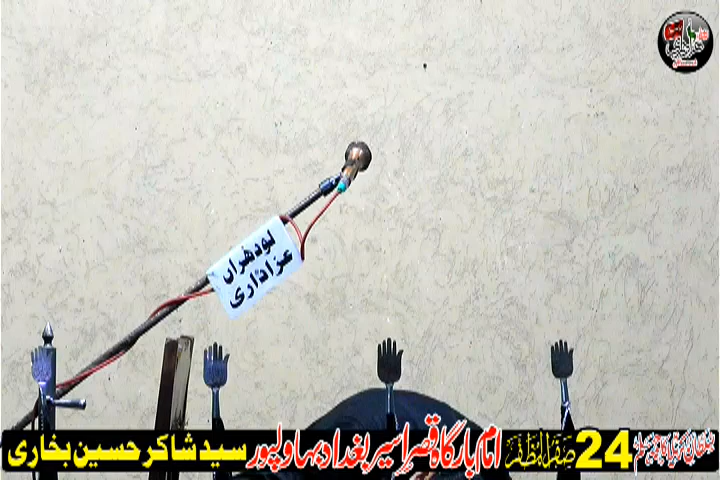 لودھراں
عزاداری
24 صفر المظفر امام بارگاہ قصرِ اسیرِ بغداد بہاولپور سید شاکر حسین بخاری